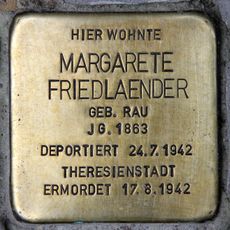 HIER WOHNTE
MARGARETE
FRIEDLAENDER
GEB. RAU
JG. 1863
DEPORTIERT 24.7.1942
THERESIENSTADT
ERMORDET 17.8.1942